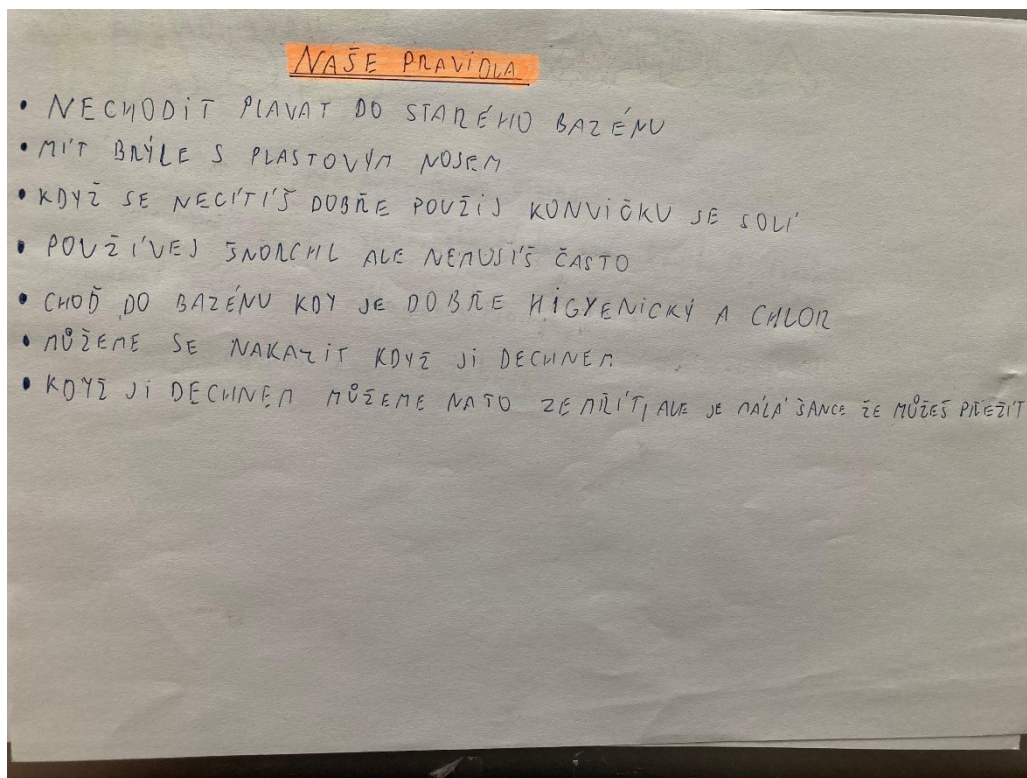 NAŠE PRAVIDLA
• NECHODIT PLAVAT DO STARÉHO BAZÉNU
• MÍT BRÝLE S PLASTOVÝM NOSEM
• KDYŽ SE NECÍTÍŠ DOBŘE POUŽIJ KONVIČKU SE SOLÍ
• POUŽÍVEJ ŠNORCHL ALE NEMUSÍŠ ČASTO
• CHOĎ DO BAZÉNU KDY JE DOBŘE HIGYENICKÝ A CHLOR
• MŮŽEME SE NAKAZIT KDYŽ JI DECHNEM
• KDYŽ JI DECHNEM MŮŽEME NATO ZEMŘÍT, ALE JE MÁLÁ ŠANCE ŽE MŮŽEŠ PŘEŽÍT